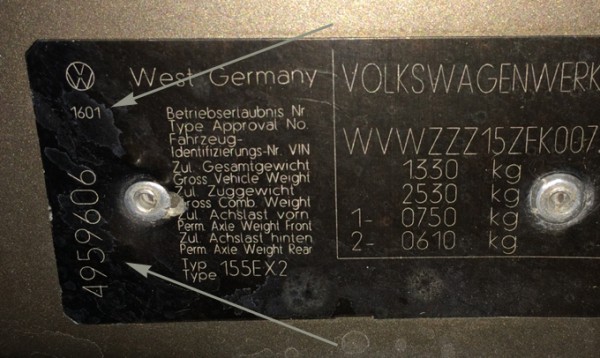 West Germany
VOLKSWAGENWERK
1601
Betriebserlaubnis Nr
Type Approval No.
Fahrzeug-
Identifizierungs-Nr. VIN
WVWZZZ15ZFK007
Zul. Gesamtgewicht
Gross Vehicle Weight
1330 kg
Zul. Zuggewicht
Gross Comb. Weight
2530 kg
Zul. Achslast vorn
Perm. Axle Weight Front
1- 0750 kg
Zul. Achslast hinten
Perm. Axle Weight Rear
2- 0610 kg
Typ
Type 155EX2
4959606